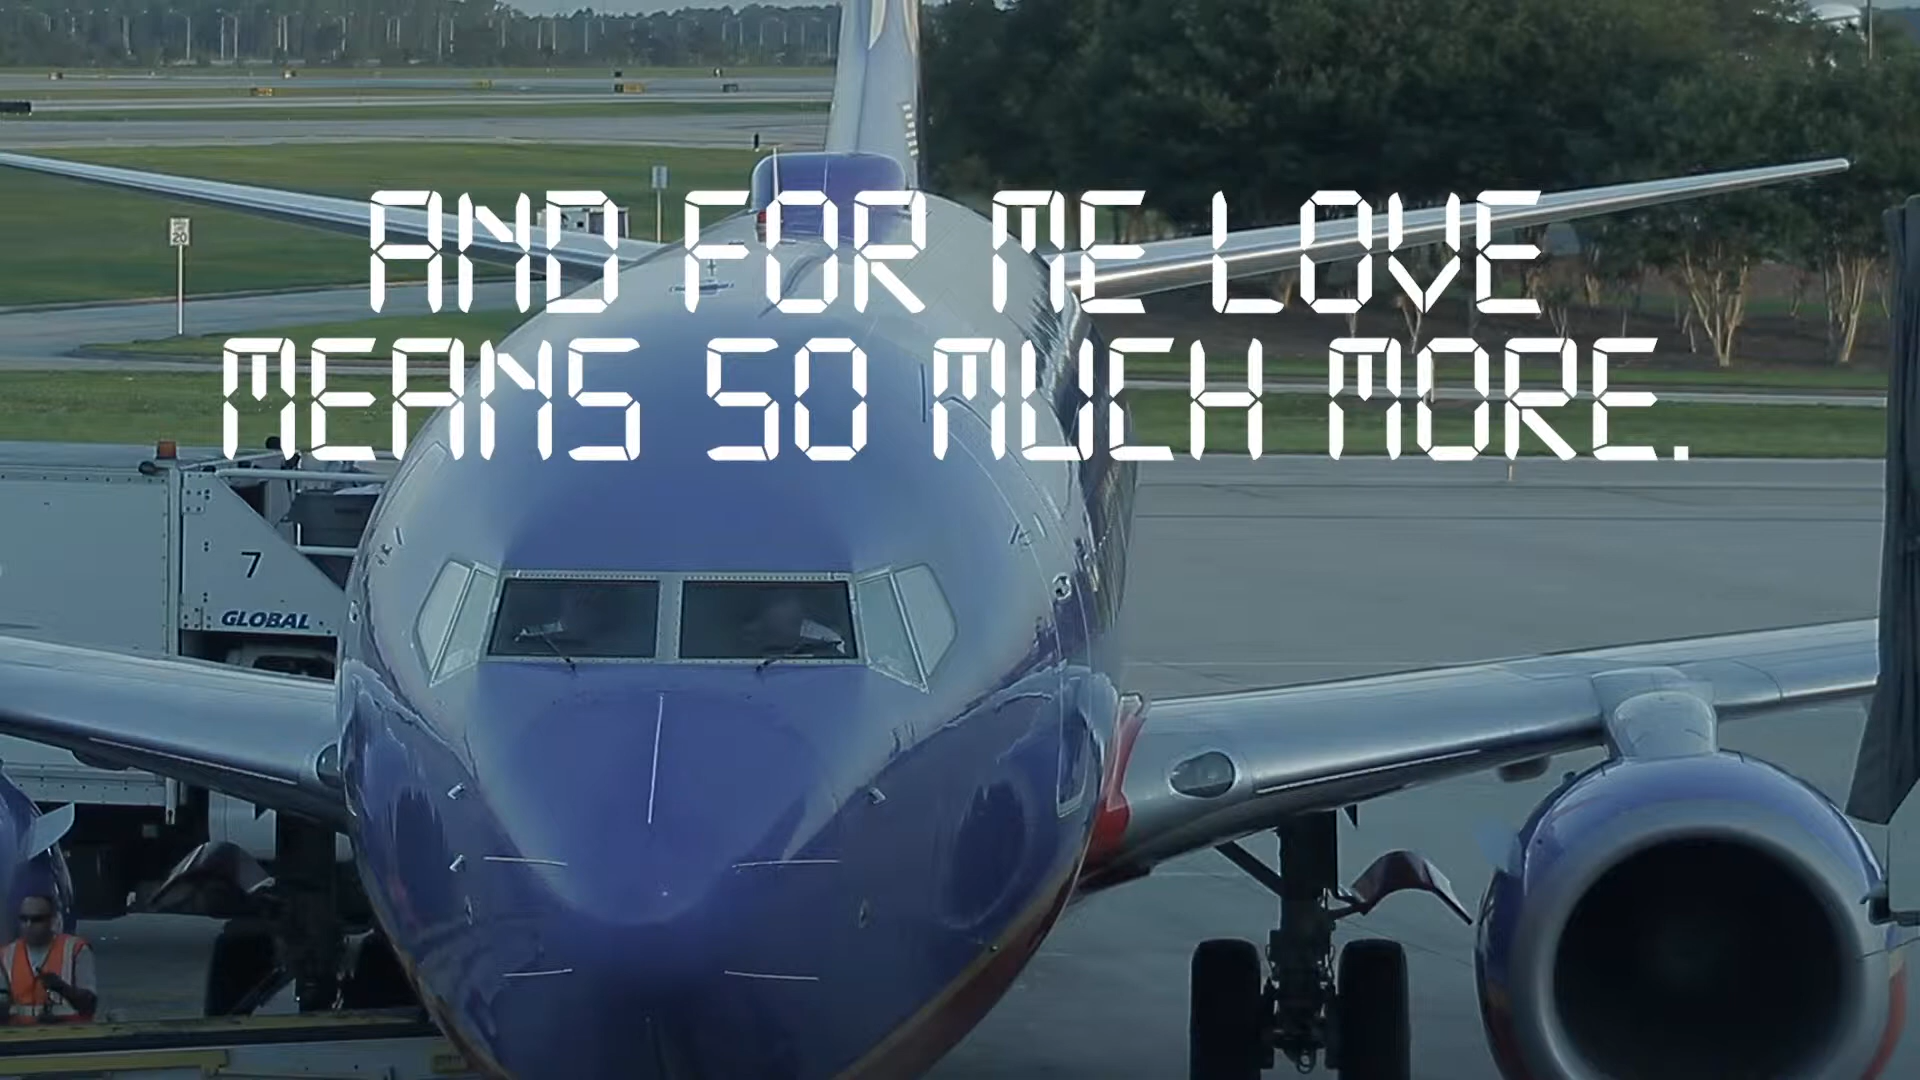 AND FOR ME LOVE
MEANS SO MUCH MORE.
20
7
GLOBAL